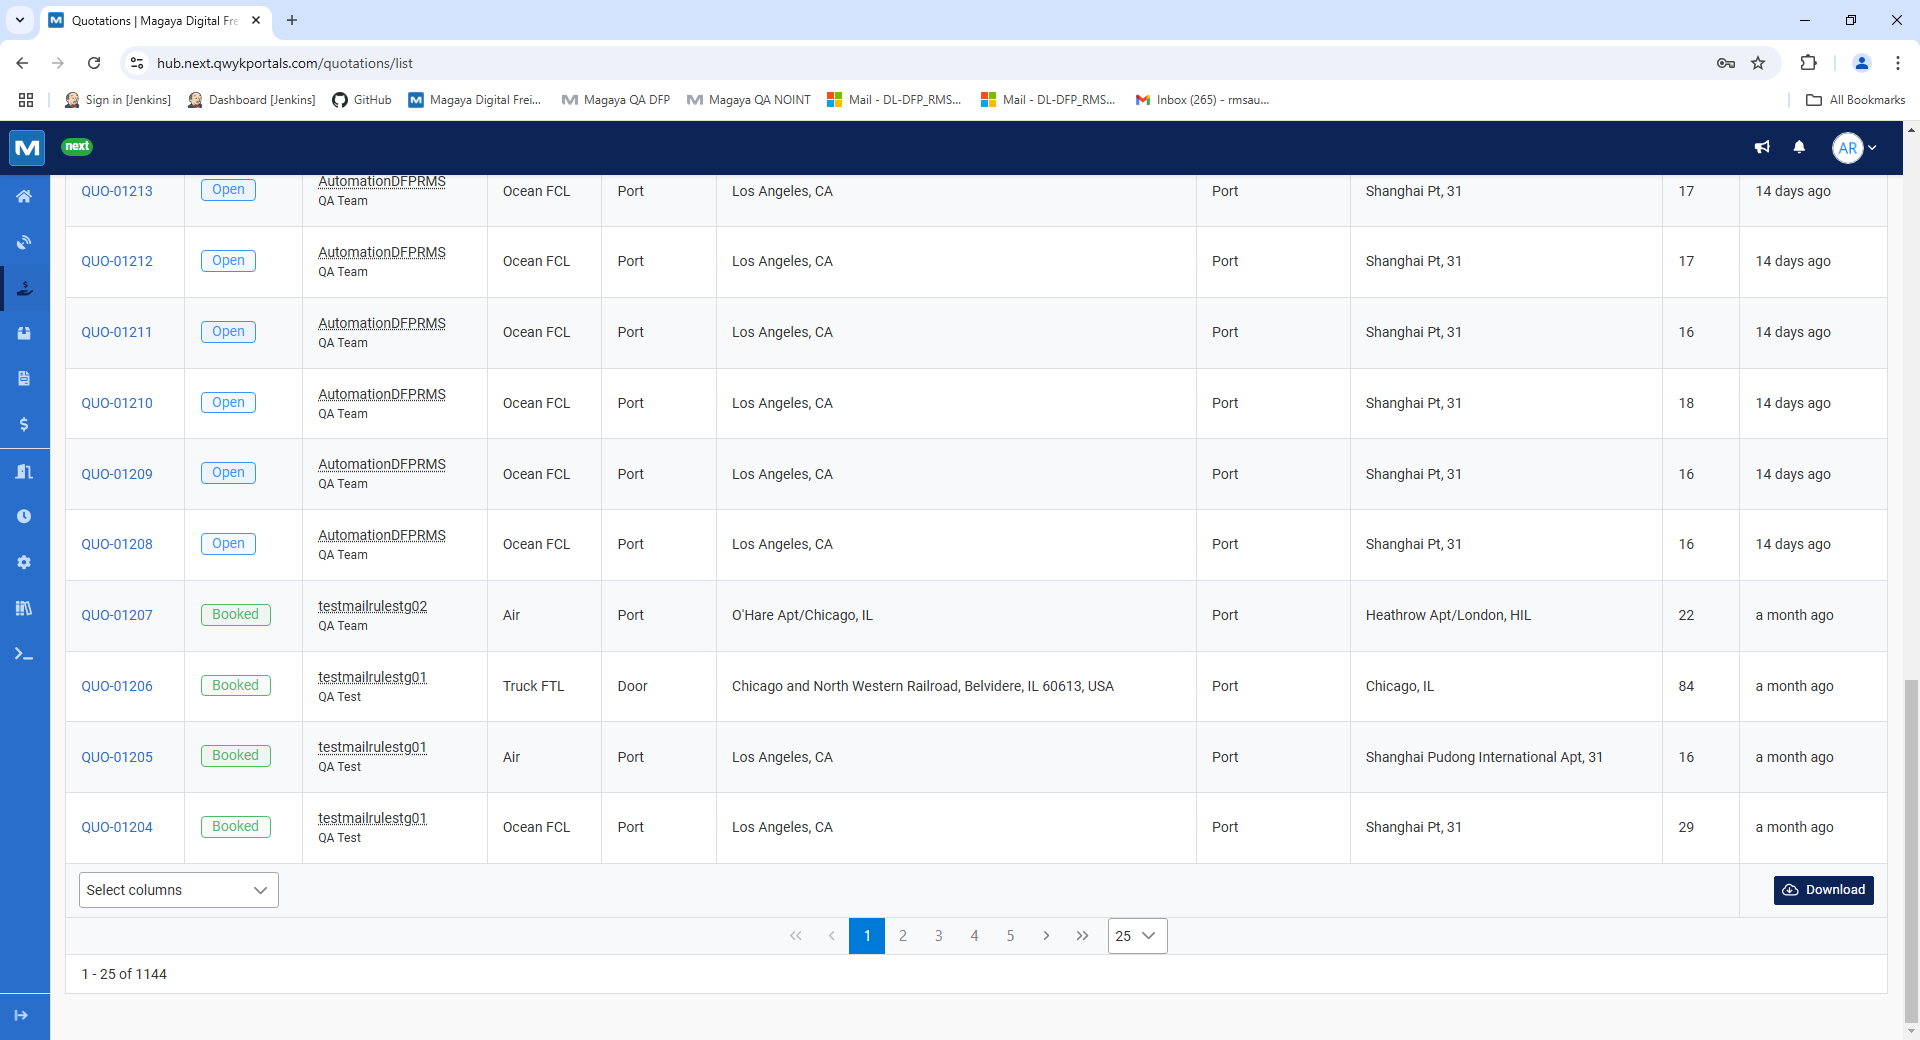 Quotations | Magaya Digital Fre
hub.next.qwykportals.com/quotations/list
Sign in [Jenkins]
Dashboard [Jenkins]
GitHub
Magaya Digital Frei...
Magaya QA DFP
Magaya QA NOINT
Mail - DL-DFP_RMS...
Mail - DL-DFP_RMS...
Inbox (265) - rmsau...
All Bookmarks
M next AR
QUO-01213 Open AutomationDFPRMS Ocean FCL Port Los Angeles, CA Port Shanghai Pt, 31 17 14 days ago
QA Team
QUO-01212 Open AutomationDFPRMS Ocean FCL Port Los Angeles, CA Port Shanghai Pt, 31 17 14 days ago
QA Team
QUO-01211 Open AutomationDFPRMS Ocean FCL Port Los Angeles, CA Port Shanghai Pt, 31 16 14 days ago
QA Team
QUO-01210 Open AutomationDFPRMS Ocean FCL Port Los Angeles, CA Port Shanghai Pt, 31 18 14 days ago
QA Team
QUO-01209 Open AutomationDFPRMS Ocean FCL Port Los Angeles, CA Port Shanghai Pt, 31 16 14 days ago
QA Team
QUO-01208 Open AutomationDFPRMS Ocean FCL Port Los Angeles, CA Port Shanghai Pt, 31 16 14 days ago
QA Team
QUO-01207 Booked testmailrulestg02 Air Port O'Hare Apt/Chicago, IL Port Heathrow Apt/London, HIL 22 a month ago
QA Team
QUO-01206 Booked testmailrulestg01 Truck FTL Door Chicago and North Western Railroad, Belvidere, IL 60613, USA Port Chicago, IL 84 a month ago
QA Test
QUO-01205 Booked testmailrulestg01 Air Port Los Angeles, CA Port Shanghai Pudong International Apt, 31 16 a month ago
QA Test
QUO-01204 Booked testmailrulestg01 Ocean FCL Port Los Angeles, CA Port Shanghai Pt, 31 29 a month ago
QA Test
Select columns
Download
1 2 3 4 5 25
1 - 25 of 1144